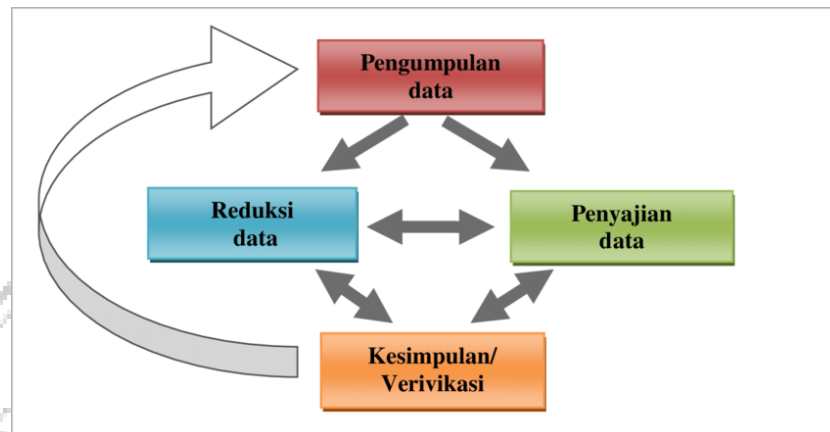 Pengumpulan
data
Reduksi
data
Penyajian
data
Kesimpulan/
Verivikasi